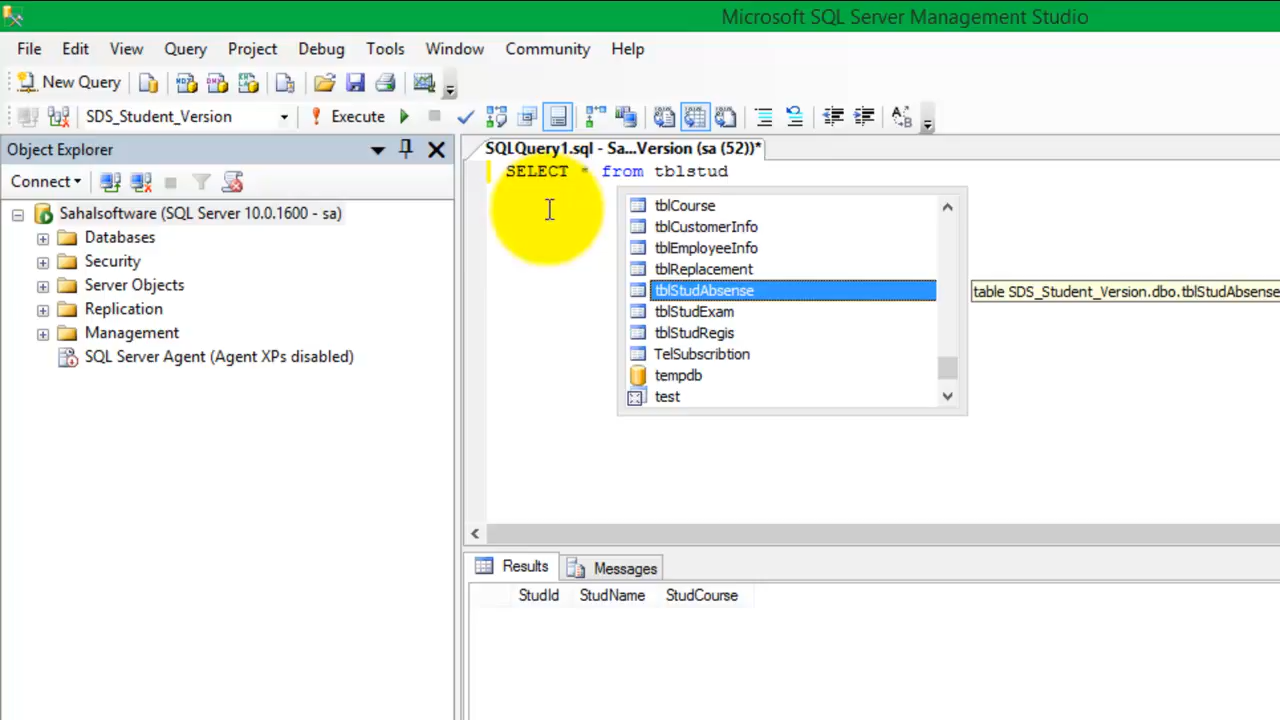 Microsoft SQL Server Management Studio
File Edit View Query Project Debug Tools Window Community Help
New Query
SDS_Student_Version Execute
Object Explorer
Connect
Sahalsoftware (SQL Server 10.0.1600 - sa)
Databases
Security
Server Objects
Replication
Management
SQL Server Agent (Agent XPs disabled)
SQLQuery1.sql - Sa...Version (sa (52))*
SELECT * from tblstud
tblCourse
tblCustomerInfo
tblEmployeeInfo
tblReplacement
tblStudAbsense
tblStudExam
tblStudRegis
TelSubscribtion
tempdb
test
table SDS_Student_Version.dbo.tblStudAbsense
Results Messages
StudId StudName StudCourse